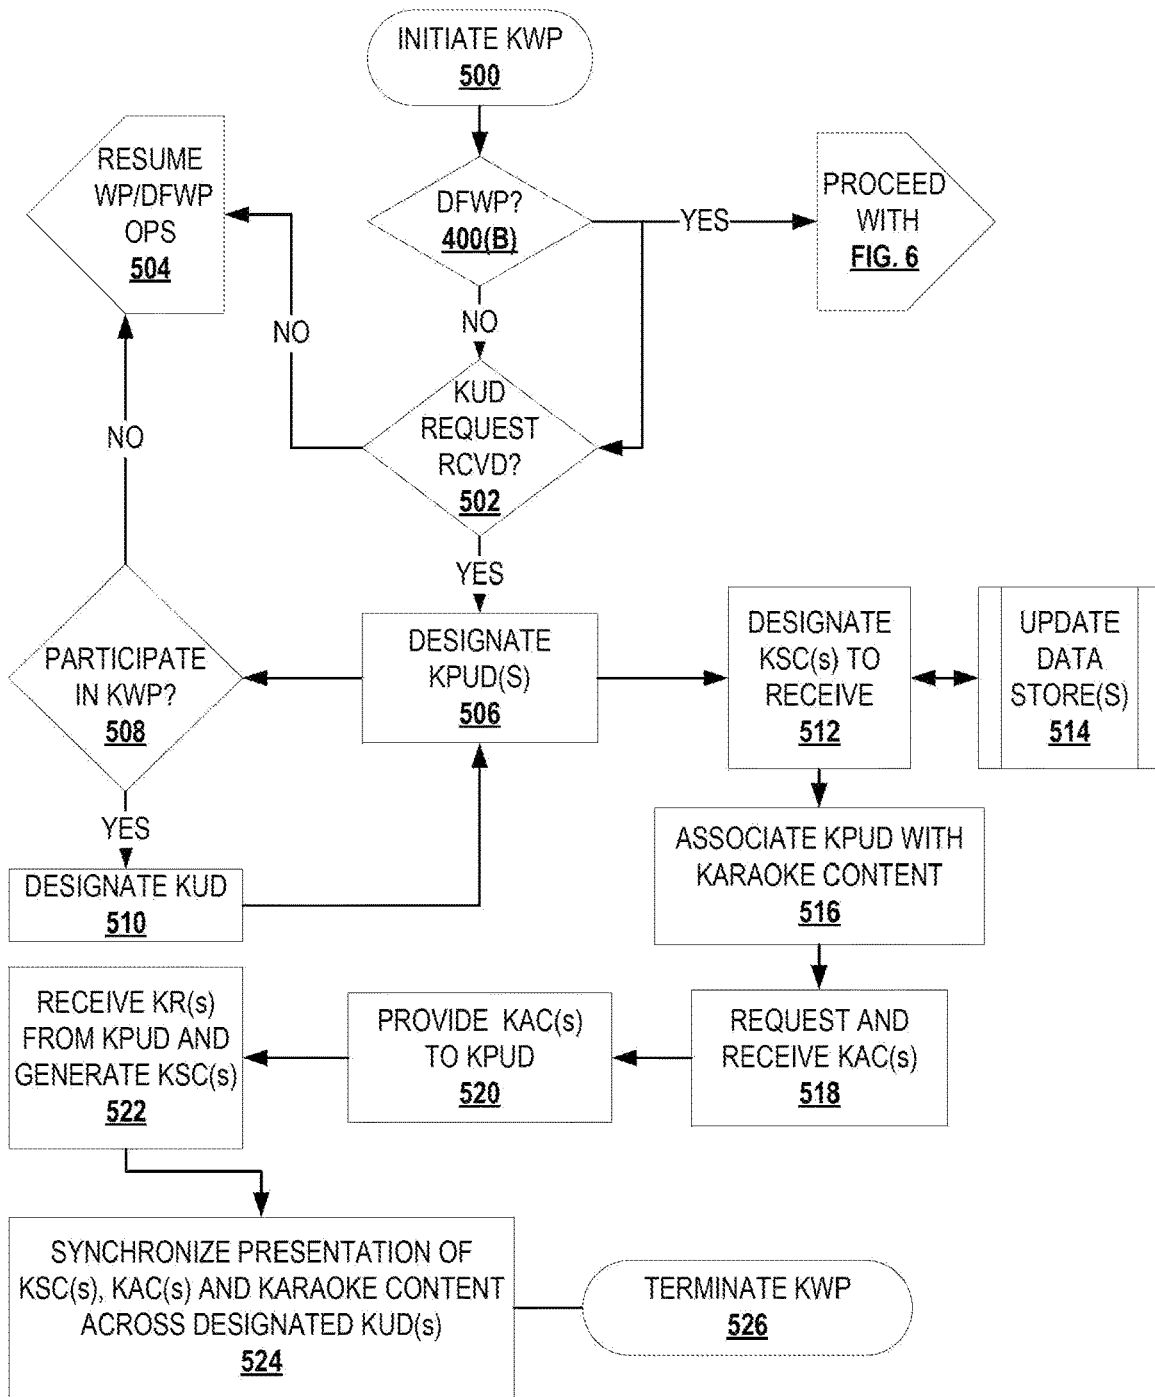 INITIATE KWP
500
RESUME
WP/DFWP
OPS
504
DFWP?
400(B)
YES
PROCEED
WITH
FIG. 6
NO
NO
KUD
REQUEST
RCVD?
502
NO
YES
PARTICIPATE
IN KWP?
508
DESIGNATE
KPUD(S)
506
DESIGNATE
KSC(s) TO
RECEIVE
512
UPDATE
DATA
STORE(S)
514
YES
DESIGNATE KUD
510
ASSOCIATE KPUD WITH
KARAOKE CONTENT
516
RECEIVE KR(s)
FROM KPUD AND
GENERATE KSC(s)
522
PROVIDE KAC(s)
TO KPUD
520
REQUEST AND
RECEIVE KAC(s)
518
SYNCHRONIZE PRESENTATION OF
KSC(s), KAC(s) AND KARAOKE CONTENT
ACROSS DESIGNATED KUD(s)
524
TERMINATE KWP
526